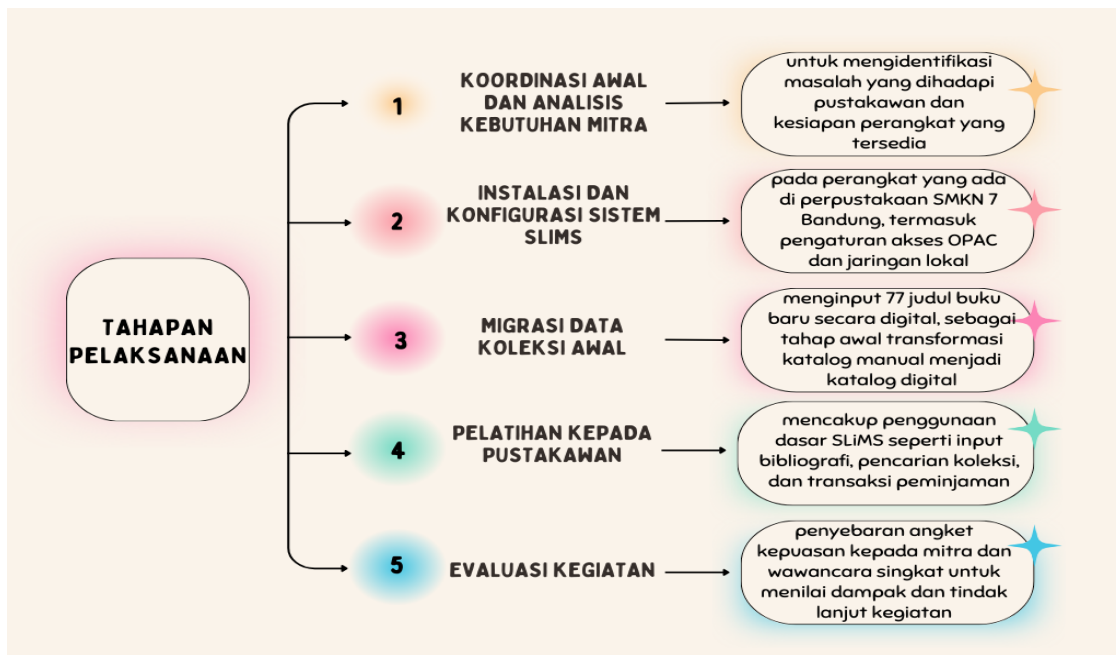 TAHAPAN
PELAKSANAAN
1
KOORDINASI AWAL
DAN ANALISIS
KEBUTUHAN MITRA
untuk mengidentifikasi
masalah yang dihadapi
pustakawan dan
kesiapan perangkat yang
tersedia
2
INSTALASI DAN
KONFIGURASI SISTEM
SLIMS
pada perangkat yang ada
di perpustakaan SMKN 7
Bandung, termasuk
pengaturan akses OPAC
dan jaringan lokal
3
MIGRASI DATA
KOLEKSI AWAL
menginput 77 judul buku
baru secara digital, sebagai
tahap awal transformasi
katalog manual menjadi
katalog digital
4
PELATIHAN KEPADA
PUSTAKAWAN
mencakup penggunaan
dasar SLiMS seperti input
bibliografi, pencarian koleksi,
dan transaksi peminjaman
5
EVALUASI KEGIATAN
penyebaran angket
kepuasan kepada mitra dan
wawancara singkat untuk
menilai dampak dan tindak
lanjut kegiatan